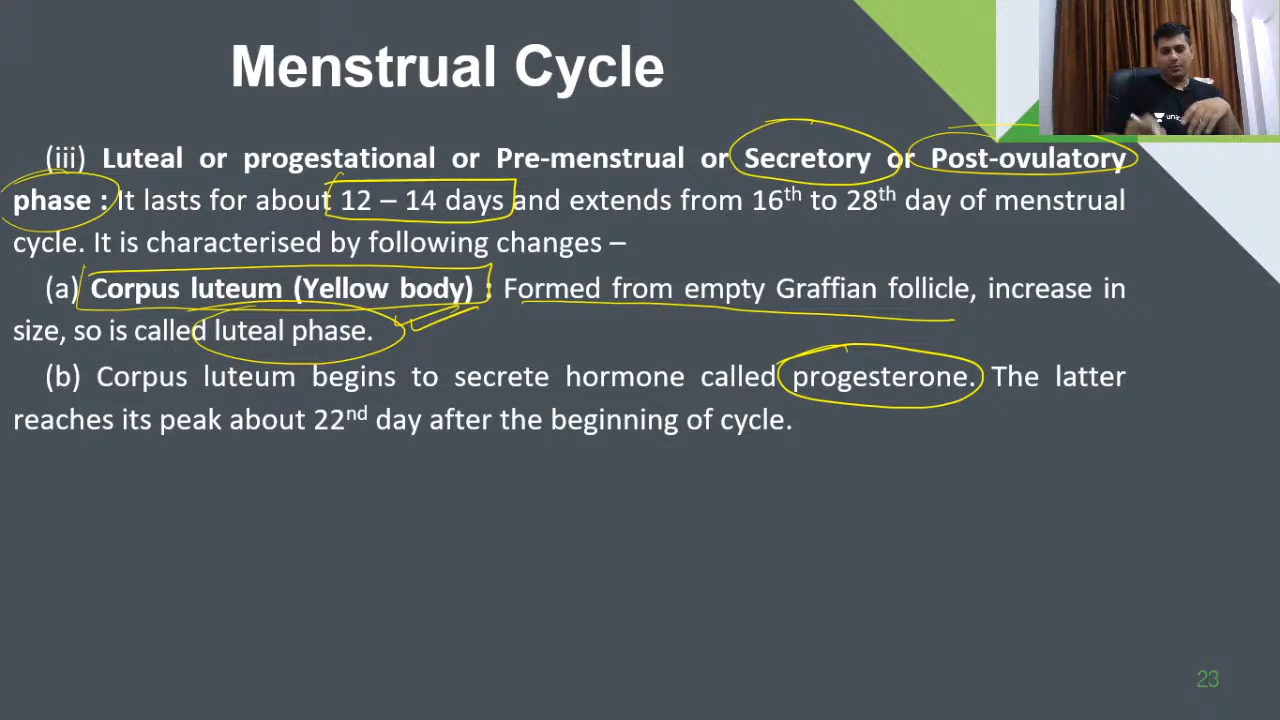 Menstrual Cycle
(iii) Luteal or progestational or Pre-menstrual or Secretory or Post-ovulatory
phase : It lasts for about 12 – 14 days and extends from 16th to 28th day of menstrual
cycle. It is characterised by following changes –
(a) Corpus luteum (Yellow body) : Formed from empty Graffian follicle, increase in
size, so is called luteal phase.
(b) Corpus luteum begins to secrete hormone called progesterone. The latter
reaches its peak about 22nd day after the beginning of cycle.
23